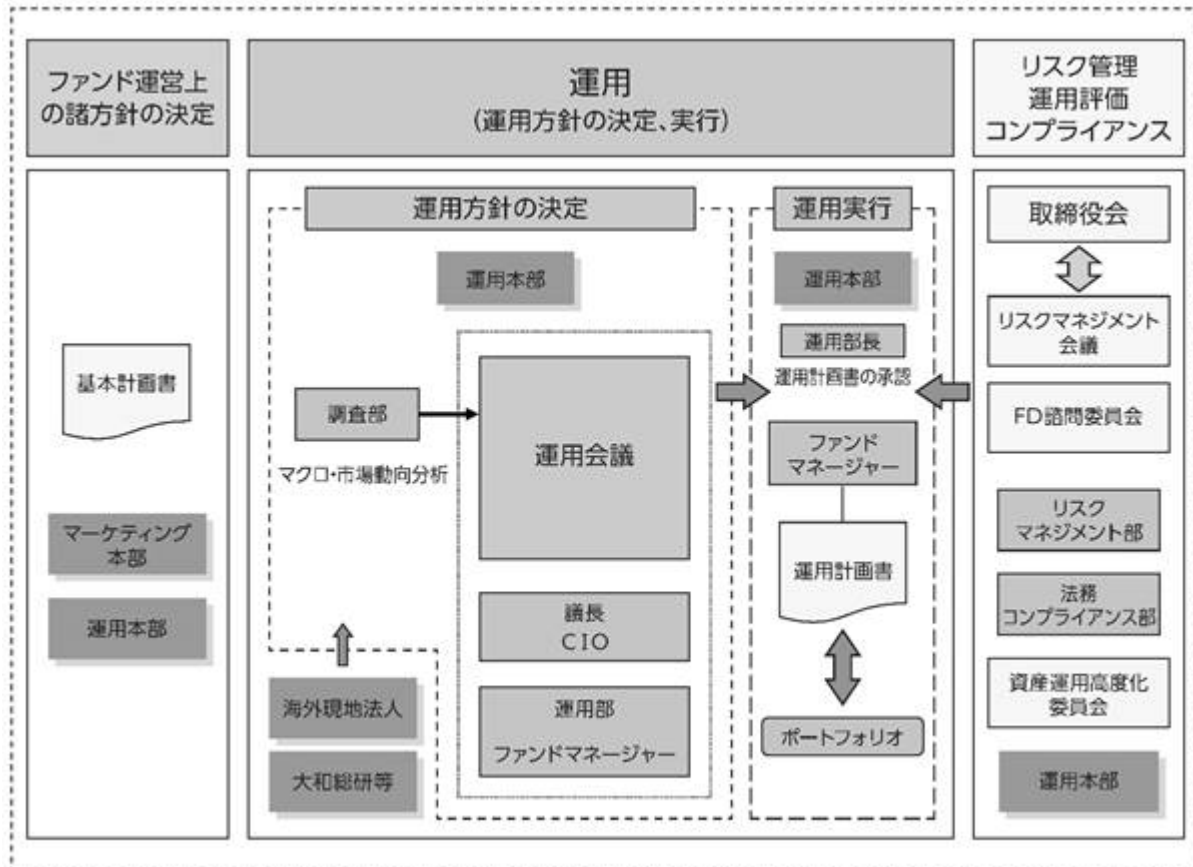 ファンド運営上
の諸方針の決定
運用
(運用方針の決定、実行)
リスク管理
運用評価
コンプライアンス
基本計画書
マーケティング
本部
運用本部
運用方針の決定
運用本部
調査部
マクロ・市場動向分析
運用会議
議長
CIO
運用部
ファンドマネージャー
海外現地法人
大和総研等
運用実行
運用本部
運用部長
運用計画書の承認
ファンド
マネージャー
運用計画書
ポートフォリオ
取締役会
リスクマネジメント
会議
FD諮問委員会
リスク
マネジメント部
法務
コンプライアンス部
資産運用高度化
委員会
運用本部